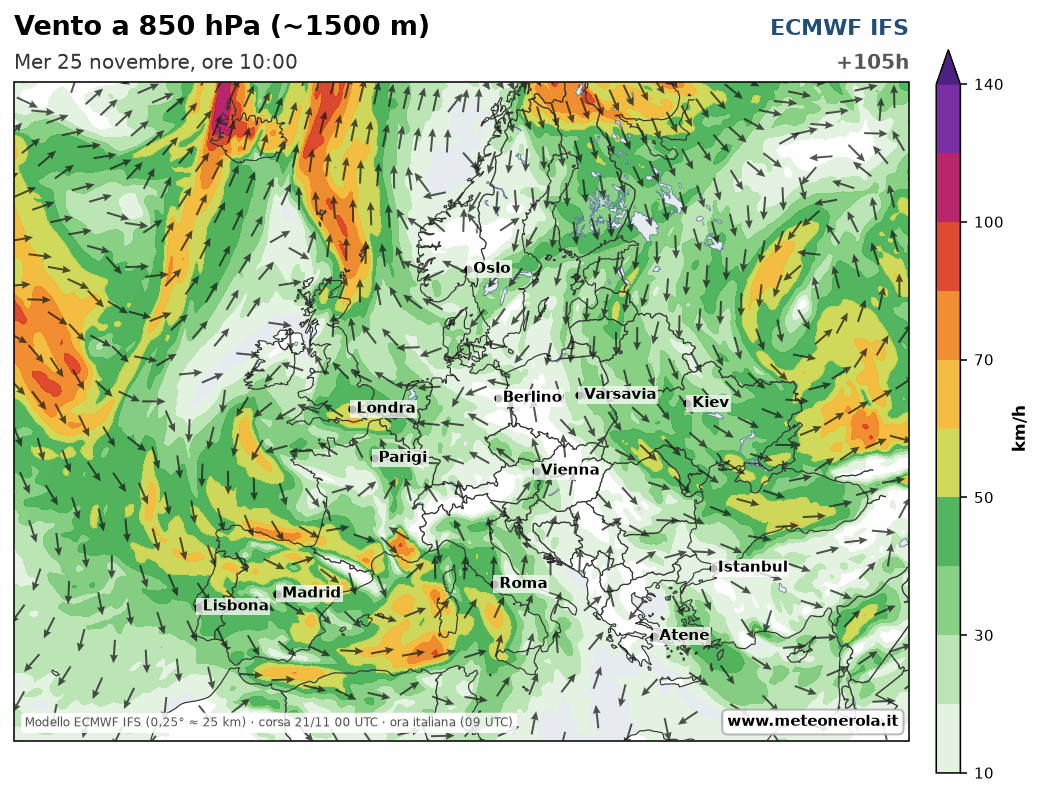 Vento a 850 hPa (~1500 m)
ECMWF IFS
Mer 25 novembre, ore 10:00
+105h
140
100
70
50
30
10
km/h
Oslo
Berlino
Varsavia
Kiev
Londra
Parigi
Vienna
Istanbul
Roma
Madrid
Lisbona
Atene
Modello ECMWF IFS (0,25° ≈ 25 km) · corsa 21/11 00 UTC · ora italiana (09 UTC)
www.meteonerola.it